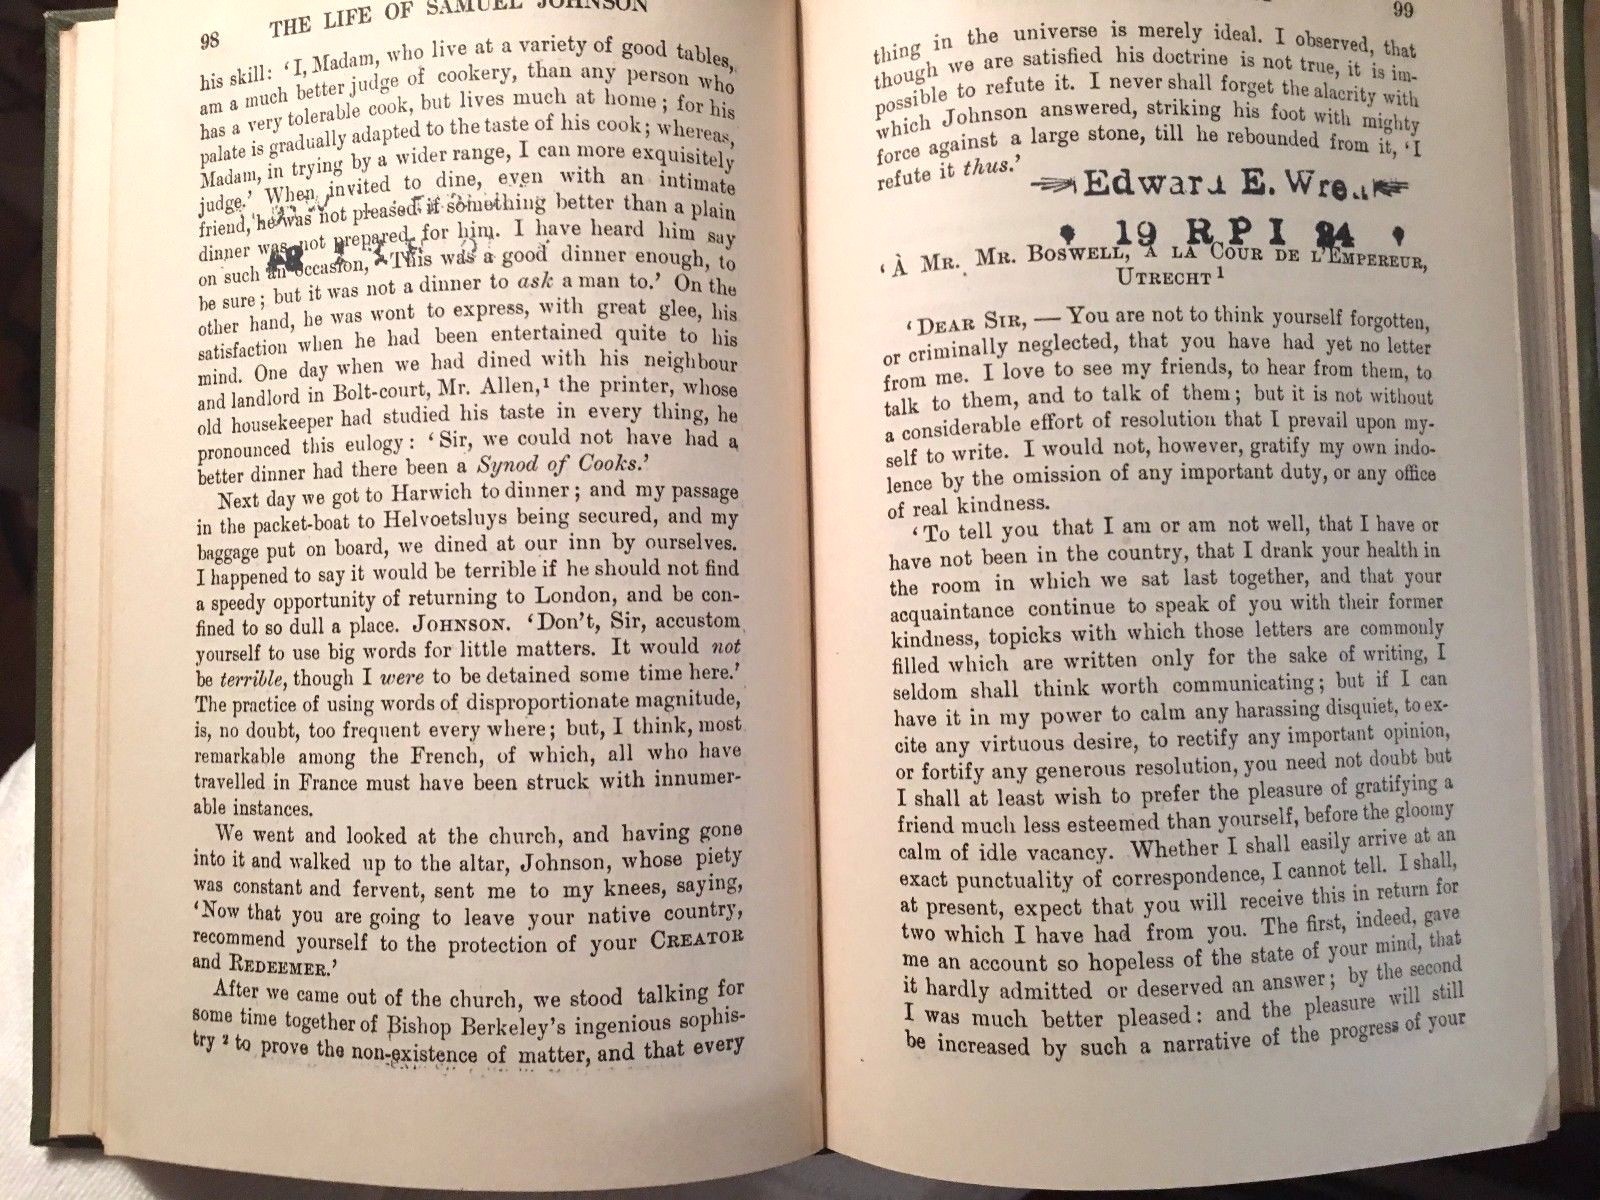 98 THE LIFE OF SAMUEL JOHNSON
his skill: ‘I, Madam, who live at a variety of good tables,
am a much better judge of cookery, than any person who
has a very tolerable cook, but lives much at home; for his
palate is gradually adapted to the taste of his cook; whereas,
Madam, in trying by a wider range, I can more exquisitely
judge.’ When invited to dine, even with an intimate
friend, he was not pleased if something better than a plain
dinner was not prepared for him. I have heard him say
on such an occasion, ‘This was a good dinner enough, to
be sure; but it was not a dinner to ask a man to.’ On the
other hand, he was wont to express, with great glee, his
satisfaction when he had been entertained quite to his
mind. One day when we had dined with his neighbour
and landlord in Bolt-court, Mr. Allen,¹ the printer, whose
old housekeeper had studied his taste in every thing, he
pronounced this eulogy: ‘Sir, we could not have had a
better dinner had there been a Synod of Cooks.’
Next day we got to Harwich to dinner; and my passage
in the packet-boat to Helvoetsluys being secured, and my
baggage put on board, we dined at our inn by ourselves.
I happened to say it would be terrible if he should not find
a speedy opportunity of returning to London, and be con-
fined to so dull a place. JOHNSON. ‘Don’t, Sir, accustom
yourself to use big words for little matters. It would not
be terrible, though I were to be detained some time here.’
The practice of using words of disproportionate magnitude,
is, no doubt, too frequent every where; but, I think, most
remarkable among the French, of which, all who have
travelled in France must have been struck with innumer-
able instances.
We went and looked at the church, and having gone
into it and walked up to the altar, Johnson, whose piety
was constant and fervent, sent me to my knees, saying,
‘Now that you are going to leave your native country,
recommend yourself to the protection of your CREATOR
and REDEEMER.’
After we came out of the church, we stood talking for
some time together of Bishop Berkeley’s ingenious sophis-
try ² to prove the non-existence of matter, and that every
99
thing in the universe is merely ideal. I observed, that
though we are satisfied his doctrine is not true, it is im-
possible to refute it. I never shall forget the alacrity with
which Johnson answered, striking his foot with mighty
force against a large stone, till he rebounded from it, ‘I
refute it thus.’
Edward E.
19 R P I 24
‘À MR. MR. BOSWELL, À LA COUR DE L’EMPEREUR,
UTRECHT ¹
‘DEAR SIR, — You are not to think yourself forgotten,
or criminally neglected, that you have had yet no letter
from me. I love to see my friends, to hear from them, to
talk to them, and to talk of them; but it is not without
a considerable effort of resolution that I prevail upon my-
self to write. I would not, however, gratify my own indo-
lence by the omission of any important duty, or any office
of real kindness.
‘To tell you that I am or am not well, that I have or
have not been in the country, that I drank your health in
the room in which we sat last together, and that your
acquaintance continue to speak of you with their former
kindness, topicks with which those letters are commonly
filled which are written only for the sake of writing, I
seldom shall think worth communicating; but if I can
have it in my power to calm any harassing disquiet, to ex-
cite any virtuous desire, to rectify any important opinion,
or fortify any generous resolution, you need not doubt but
I shall at least wish to prefer the pleasure of gratifying a
friend much less esteemed than yourself, before the gloomy
calm of idle vacancy. Whether I shall easily arrive at an
exact punctuality of correspondence, I cannot tell. I shall,
at present, expect that you will receive this in return for
two which I have had from you. The first, indeed, gave
me an account so hopeless of the state of your mind, that
it hardly admitted or deserved an answer; by the second
I was much better pleased: and the pleasure will still
be increased by such a narrative of the progress of your